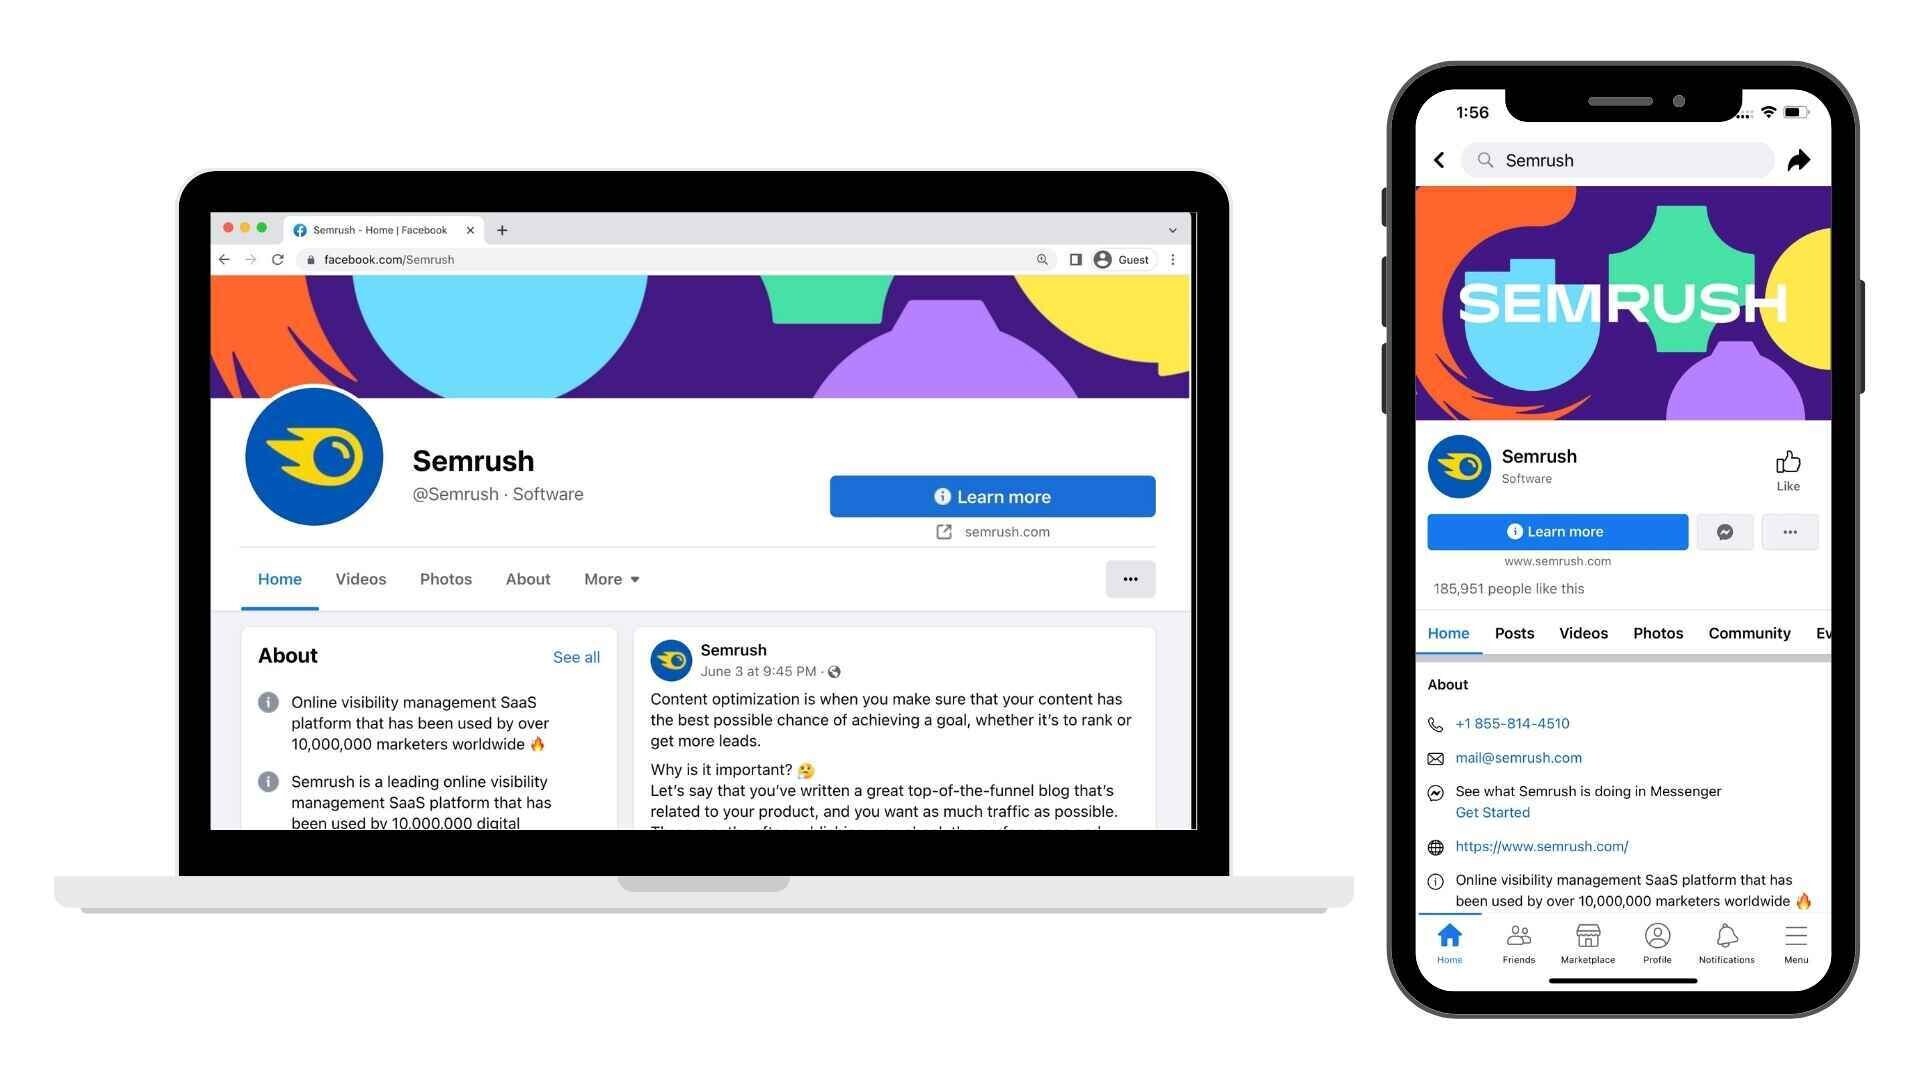 Semrush - Home | Facebook
facebook.com/Semrush
Guest
Semrush
@Semrush · Software
Learn more
semrush.com
Home Videos Photos About More
About
See all
Online visibility management SaaS
platform that has been used by over
10,000,000 marketers worldwide 🔥
Semrush is a leading online visibility
management SaaS platform that has
been used by 10,000,000 digital
Semrush
June 3 at 9:45 PM ·
Content optimization is when you make sure that your content has
the best possible chance of achieving a goal, whether it's to rank or
get more leads.
Why is it important? 🤔
Let's say that you've written a great top-of-the-funnel blog that's
related to your product, and you want as much traffic as possible.
1:56
Semrush
SEMRUSH
Semrush
Software
Like
Learn more
www.semrush.com
185,951 people like this
Home Posts Videos Photos Community Ev
About
+1 855-814-4510
mail@semrush.com
See what Semrush is doing in Messenger
Get Started
https://www.semrush.com/
Online visibility management SaaS platform that has
been used by over 10,000,000 marketers worldwide 🔥
Home Friends Marketplace Profile Notifications Menu